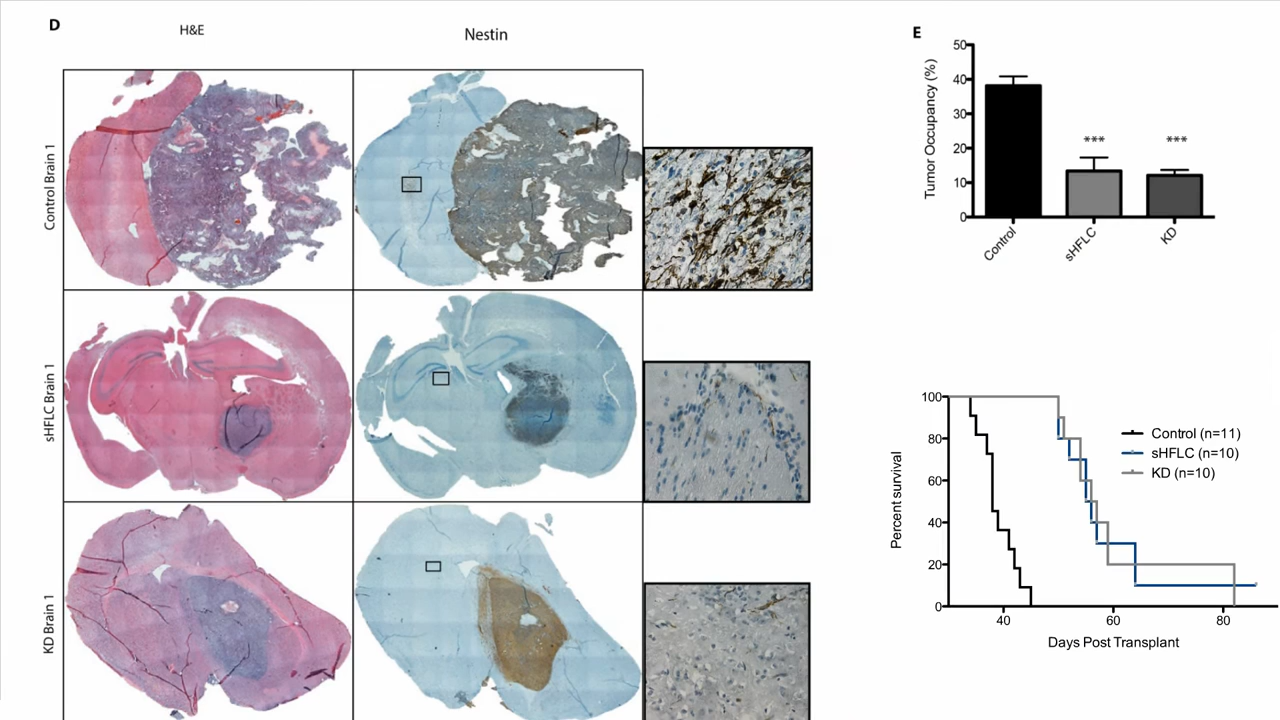 D
H&E
Nestin
Control Brain 1
sHFLC Brain 1
KD Brain 1
E
Tumor Occupancy (%)
50
40
30
20
10
0
***
***
Control
sHFLC
KD
Percent survival
100
80
60
40
20
0
Control (n=11)
sHFLC (n=10)
KD (n=10)
40
60
80
Days Post Transplant